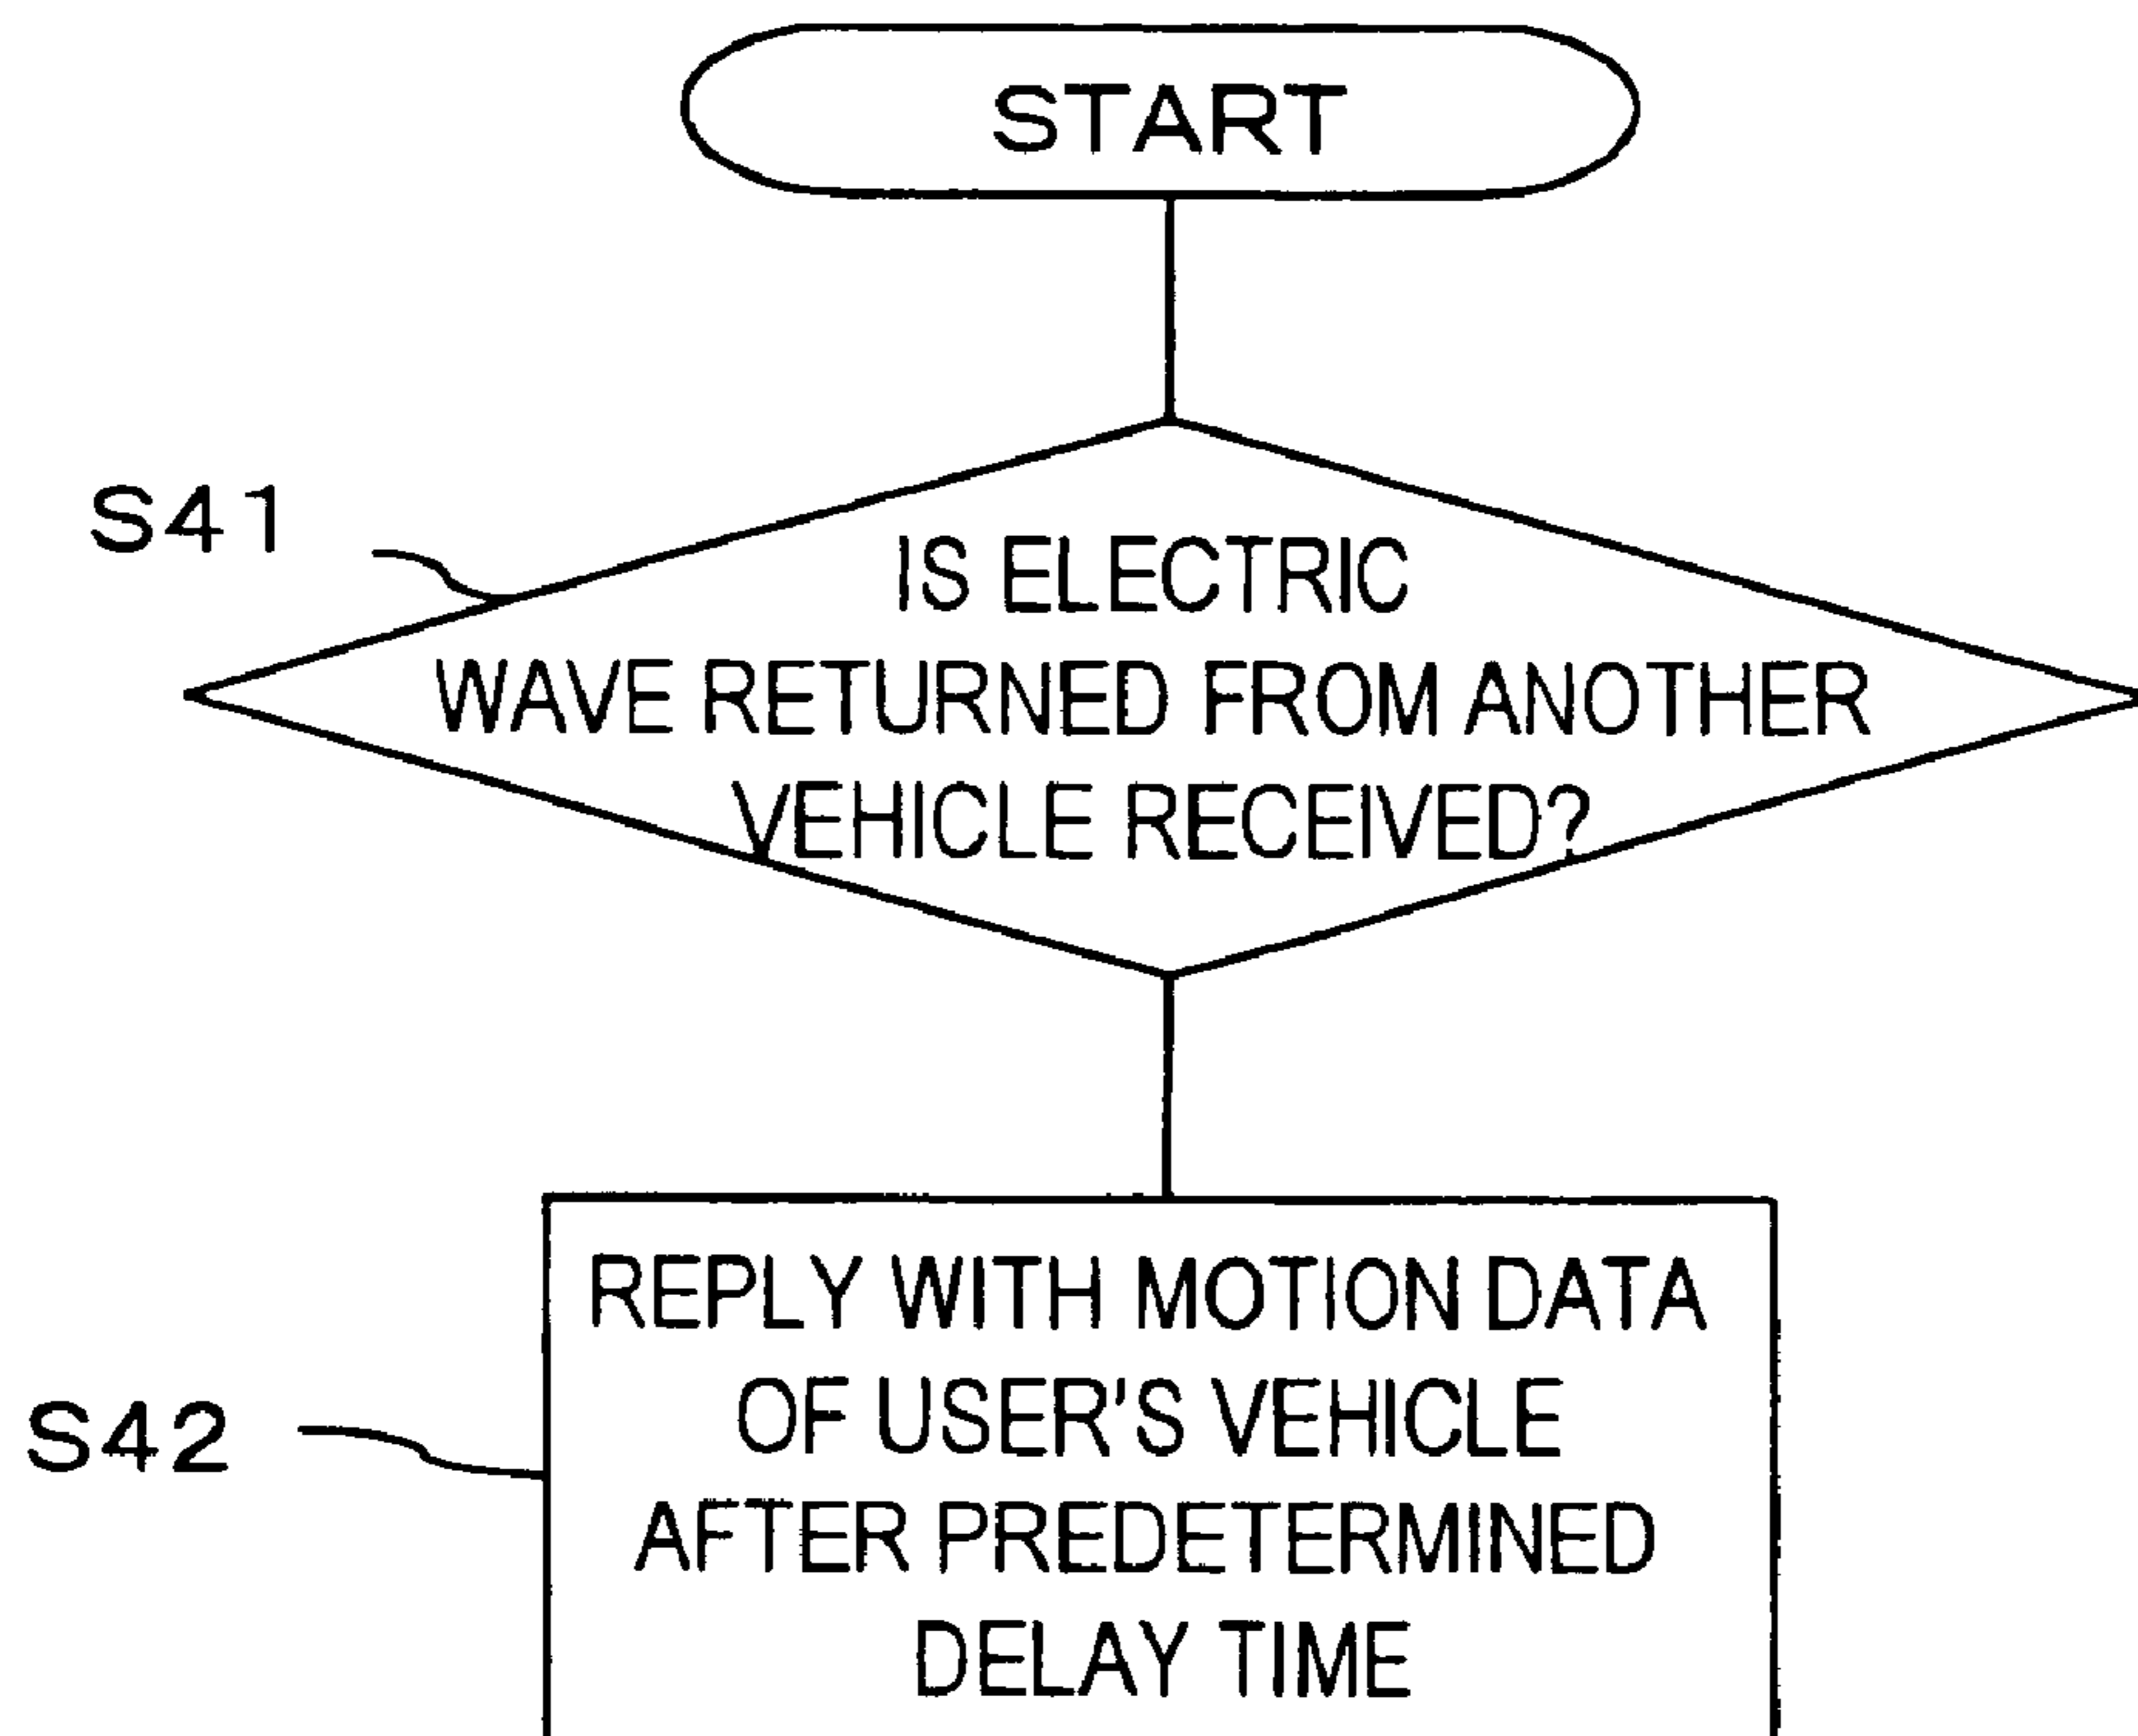 START
S41
IS ELECTRIC
WAVE RETURNED FROM ANOTHER
VEHICLE RECEIVED?
S42
REPLY WITH MOTION DATA
OF USER'S VEHICLE
AFTER PREDETERMINED
DELAY TIME